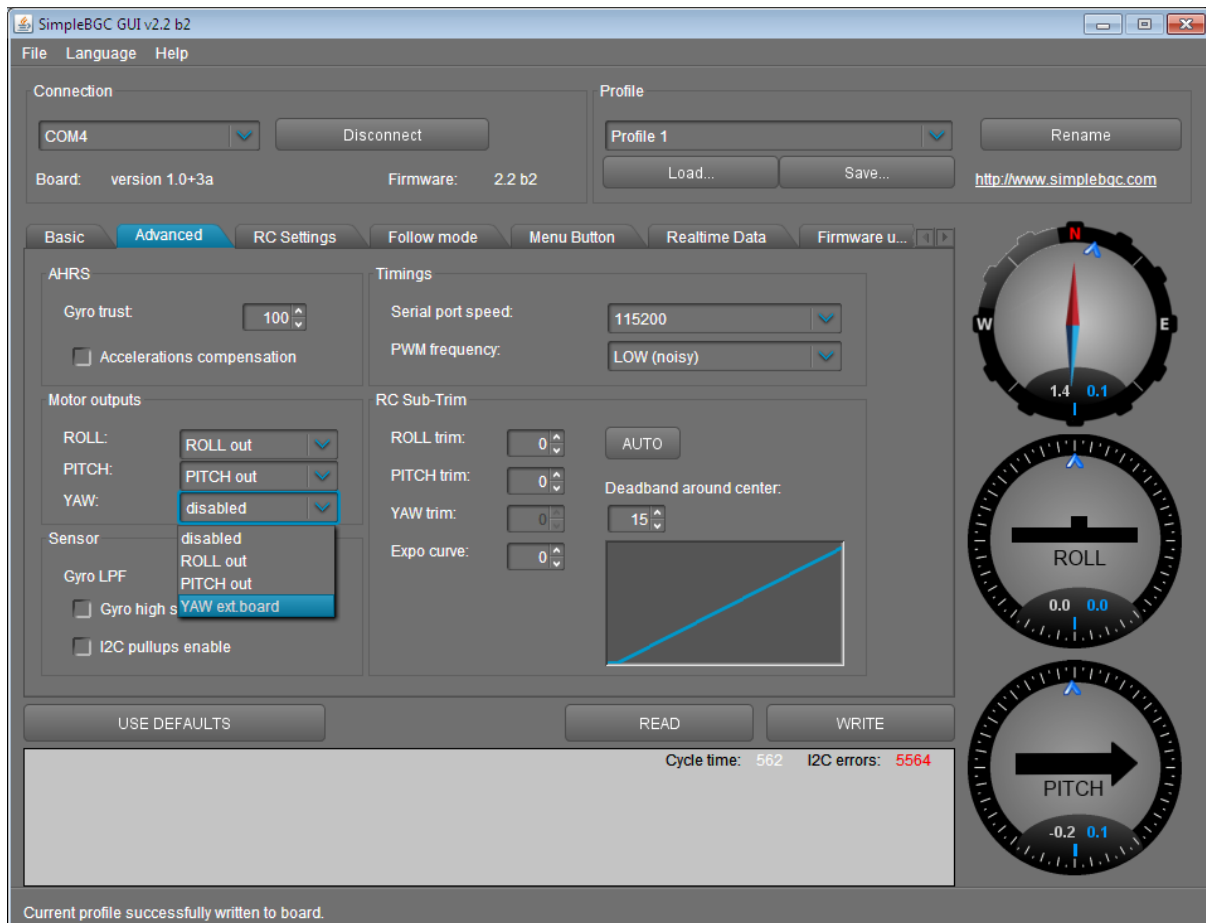 SimpleBGC GUI v2.2 b2
File Language Help
Connection
Profile
COM4 Disconnect
Profile 1 Rename
Load... Save...
Board: version 1.0+3a Firmware: 2.2 b2
http://www.simplebgc.com
Basic Advanced RC Settings Follow mode Menu Button Realtime Data Firmware u...
AHRS
Gyro trust: 100
Accelerations compensation
Timings
Serial port speed: 115200
PWM frequency: LOW (noisy)
Motor outputs
ROLL: ROLL out
PITCH: PITCH out
YAW: disabled
disabled
ROLL out
PITCH out
YAW ext.board
Sensor
Gyro LPF
Gyro high s
I2C pullups enable
RC Sub-Trim
ROLL trim: 0 AUTO
PITCH trim: 0
Deadband around center:
YAW trim: 0 15
Expo curve: 0
N
W E
1.4 0.1
ROLL
0.0 0.0
PITCH
-0.2 0.1
USE DEFAULTS READ WRITE
Cycle time: 562 I2C errors: 5564
Current profile successfully written to board.